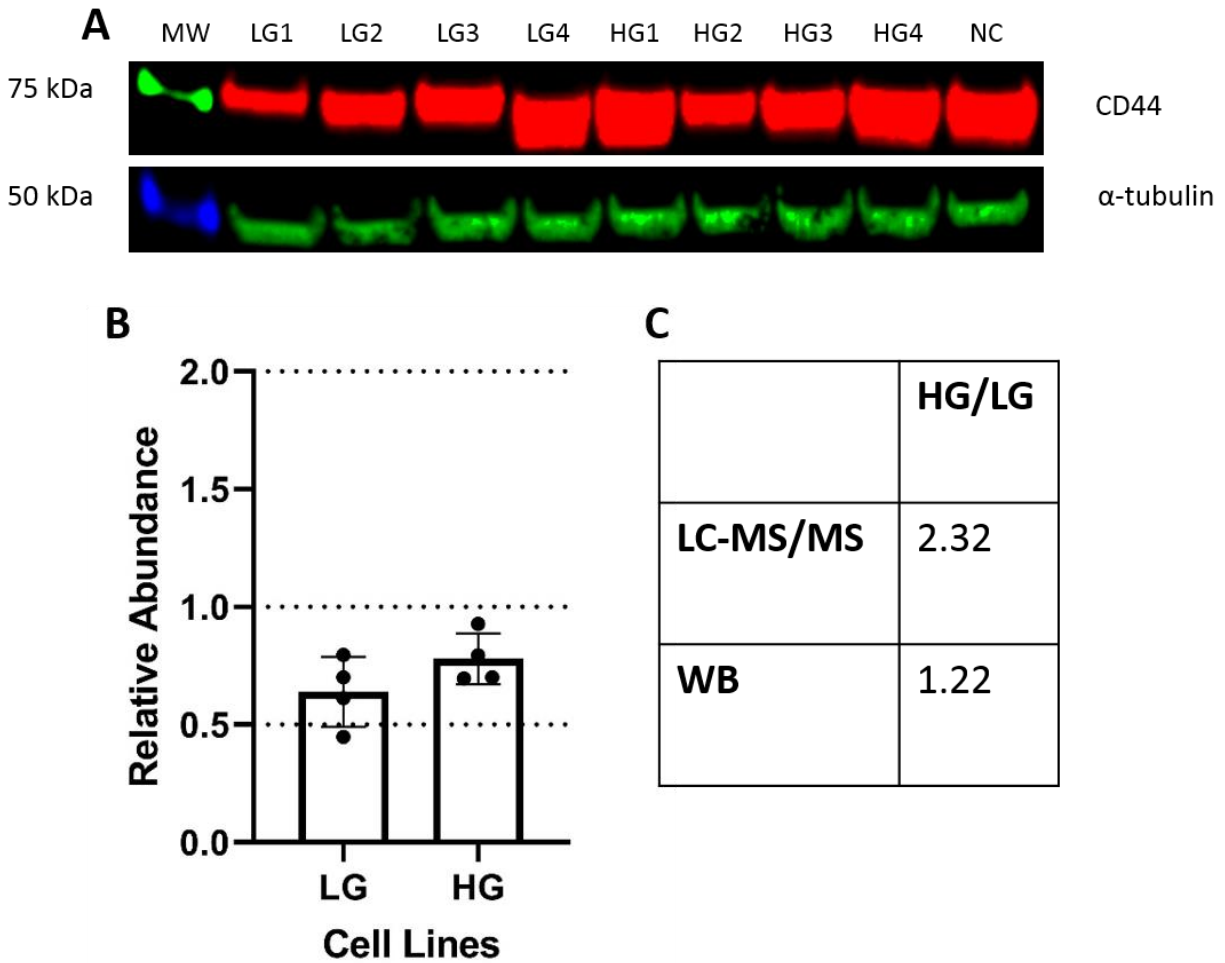 A
MW LG1 LG2 LG3 LG4 HG1 HG2 HG3 HG4 NC
75 kDa
CD44
50 kDa
α-tubulin
B
C
2.0
1.5
1.0
0.5
0.0
Relative Abundance
LG HG
Cell Lines
HG/LG
LC-MS/MS 2.32
WB 1.22